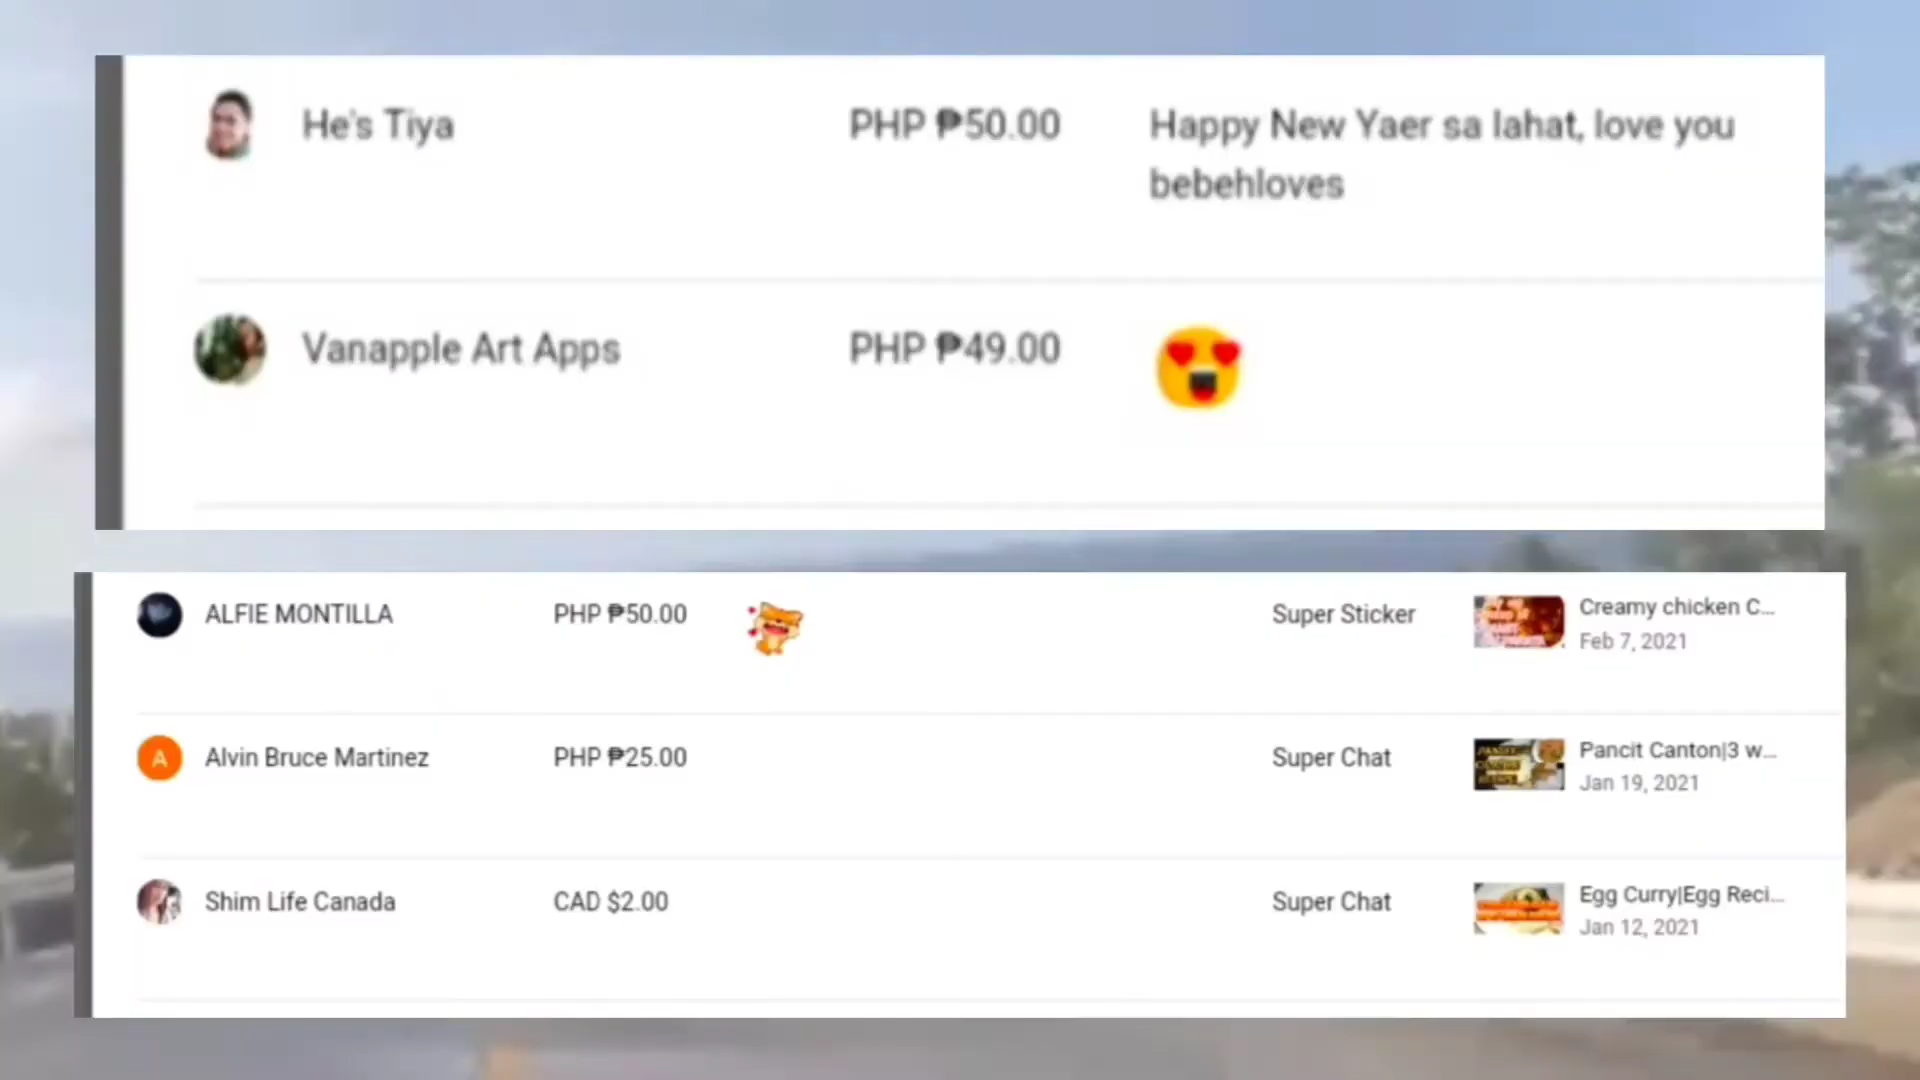 He's Tiya PHP ₱50.00 Happy New Yaer sa lahat, love you
bebehloves
Vanapple Art Apps PHP ₱49.00
ALFIE MONTILLA PHP ₱50.00 Super Sticker Creamy chicken C...
Feb 7, 2021
A Alvin Bruce Martinez PHP ₱25.00 Super Chat Pancit Canton|3 w...
Jan 19, 2021
Shim Life Canada CAD $2.00 Super Chat Egg Curry|Egg Reci...
Jan 12, 2021